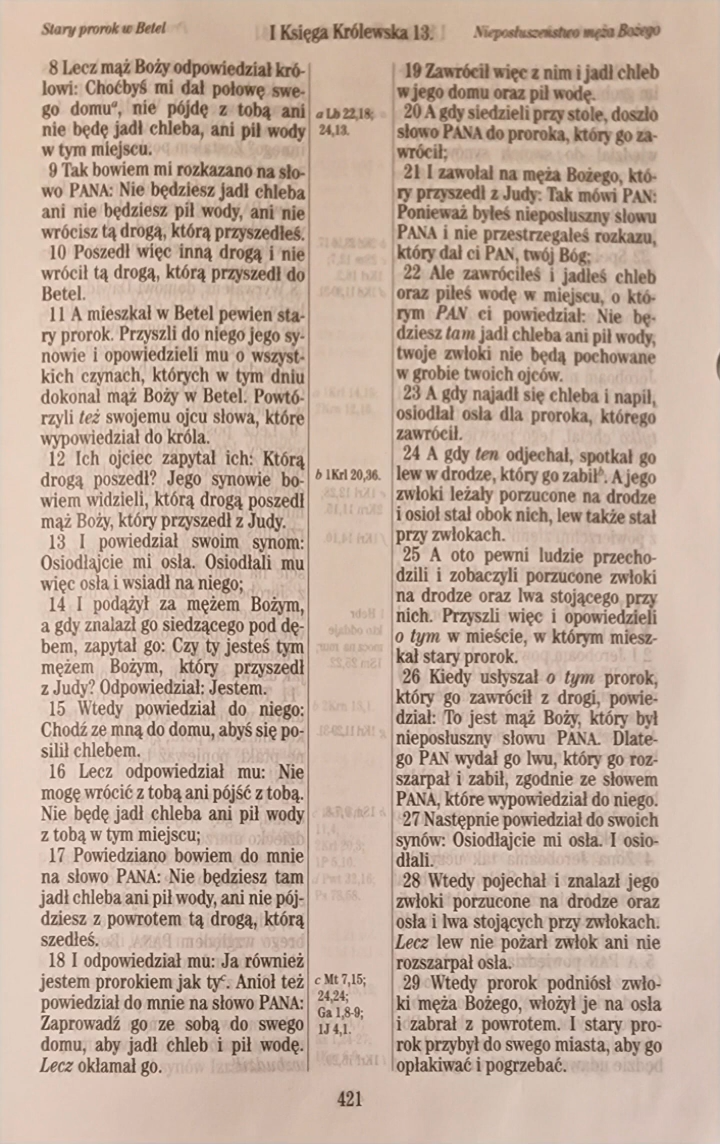 Stary prorok w Betel
I Księga Królewska 13.
Nieposłuszeństwo męża Bożego
8 Lecz mąż Boży odpowiedział kró-
lowi: Choćbyś mi dał połowę swe-
go domuᵃ, nie pójdę z tobą ani
nie będę jadł chleba, ani pił wody
w tym miejscu.
9 Tak bowiem mi rozkazano na sło-
wo PANA: Nie będziesz jadł chleba
ani nie będziesz pił wody, ani nie
wrócisz tą drogą, którą przyszedłeś.
10 Poszedł więc inną drogą i nie
wrócił tą drogą, którą przyszedł do
Betel.
11 A mieszkał w Betel pewien sta-
ry prorok. Przyszli do niego jego sy-
nowie i opowiedzieli mu o wszyst-
kich czynach, których w tym dniu
dokonał mąż Boży w Betel. Powtó-
rzyli też swojemu ojcu słowa, które
wypowiedział do króla.
12 Ich ojciec zapytał ich: Którą
drogą poszedł? Jego synowie bo-
wiem widzieli, którą drogą poszedł
mąż Boży, który przyszedł z Judy.
13 I powiedział swoim synom:
Osiodłajcie mi osła. Osiodłali mu
więc osła i wsiadł na niego;
14 I podążył za mężem Bożym,
a gdy znalazł go siedzącego pod dę-
bem, zapytał go: Czy ty jesteś tym
mężem Bożym, który przyszedł
z Judy? Odpowiedział: Jestem.
15 Wtedy powiedział do niego:
Chodź ze mną do domu, abyś się po-
silił chlebem.
16 Lecz odpowiedział mu: Nie
mogę wrócić z tobą ani pójść z tobą.
Nie będę jadł chleba ani pił wody
z tobą w tym miejscu;
17 Powiedziano bowiem do mnie
na słowo PANA: Nie będziesz tam
jadł chleba ani pił wody, ani nie pój-
dziesz z powrotem tą drogą, którą
szedłeś.
18 I odpowiedział mu: Ja również
jestem prorokiem jak tyᶜ. Anioł też
powiedział do mnie na słowo PANA:
Zaprowadź go ze sobą do swego
domu, aby jadł chleb i pił wodę.
Lecz okłamał go.
a Lb 22,18;
24,13.
b 1Krl 20,36.
c Mt 7,15;
24,24;
Ga 1,8-9;
1J 4,1.
19 Zawrócił więc z nim i jadł chleb
w jego domu oraz pił wodę.
20 A gdy siedzieli przy stole, doszło
słowo PANA do proroka, który go za-
wrócił;
21 I zawołał na męża Bożego, któ-
ry przyszedł z Judy: Tak mówi PAN:
Ponieważ byłeś nieposłuszny słowu
PANA i nie przestrzegałeś rozkazu,
który dał ci PAN, twój Bóg;
22 Ale zawróciłeś i jadłeś chleb
oraz piłeś wodę w miejscu, o któ-
rym PAN ci powiedział: Nie bę-
dziesz tam jadł chleba ani pił wody,
twoje zwłoki nie będą pochowane
w grobie twoich ojców.
23 A gdy najadł się chleba i napił,
osiodłał osła dla proroka, którego
zawrócił.
24 A gdy ten odjechał, spotkał go
lew w drodze, który go zabiłᵇ. A jego
zwłoki leżały porzucone na drodze
i osioł stał obok nich, lew także stał
przy zwłokach.
25 A oto pewni ludzie przecho-
dzili i zobaczyli porzucone zwłoki
na drodze oraz lwa stojącego przy
nich. Przyszli więc i opowiedzieli
o tym w mieście, w którym miesz-
kał stary prorok.
26 Kiedy usłyszał o tym prorok,
który go zawrócił z drogi, powie-
dział: To jest mąż Boży, który był
nieposłuszny słowu PANA. Dlate-
go PAN wydał go lwu, który go roz-
szarpał i zabił, zgodnie ze słowem
PANA, które wypowiedział do niego.
27 Następnie powiedział do swoich
synów: Osiodłajcie mi osła. I osio-
dłali.
28 Wtedy pojechał i znalazł jego
zwłoki porzucone na drodze oraz
osła i lwa stojących przy zwłokach.
Lecz lew nie pożarł zwłok ani nie
rozszarpał osła.
29 Wtedy prorok podniósł zwło-
ki męża Bożego, włożył je na osła
i zabrał z powrotem. I stary pro-
rok przybył do swego miasta, aby go
opłakiwać i pogrzebać.
421